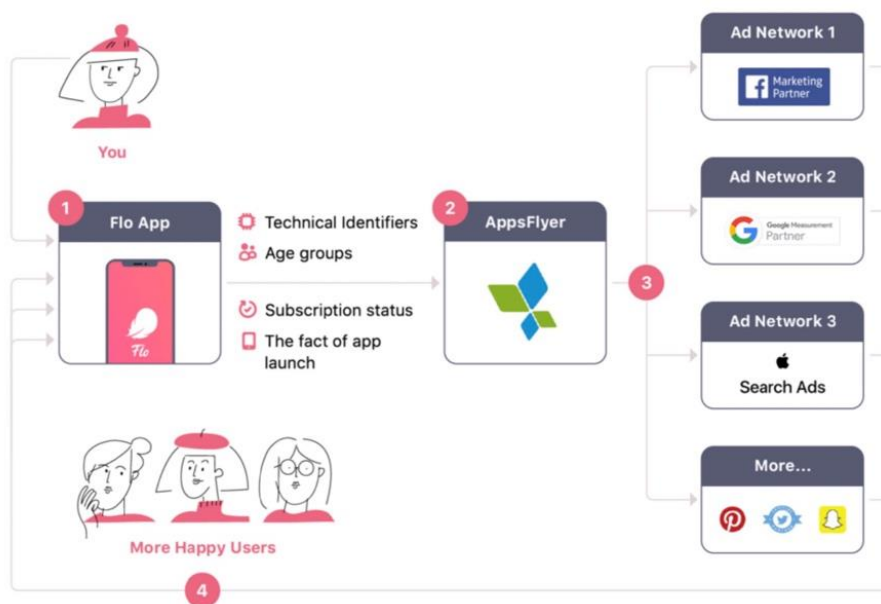 You
1
Flo App
Flo
Technical Identifiers
Age groups
Subscription status
The fact of app
launch
2
AppsFlyer
3
Ad Network 1
Marketing
Partner
Ad Network 2
Google Measurement
Partner
Ad Network 3
Search Ads
More...
More Happy Users
4